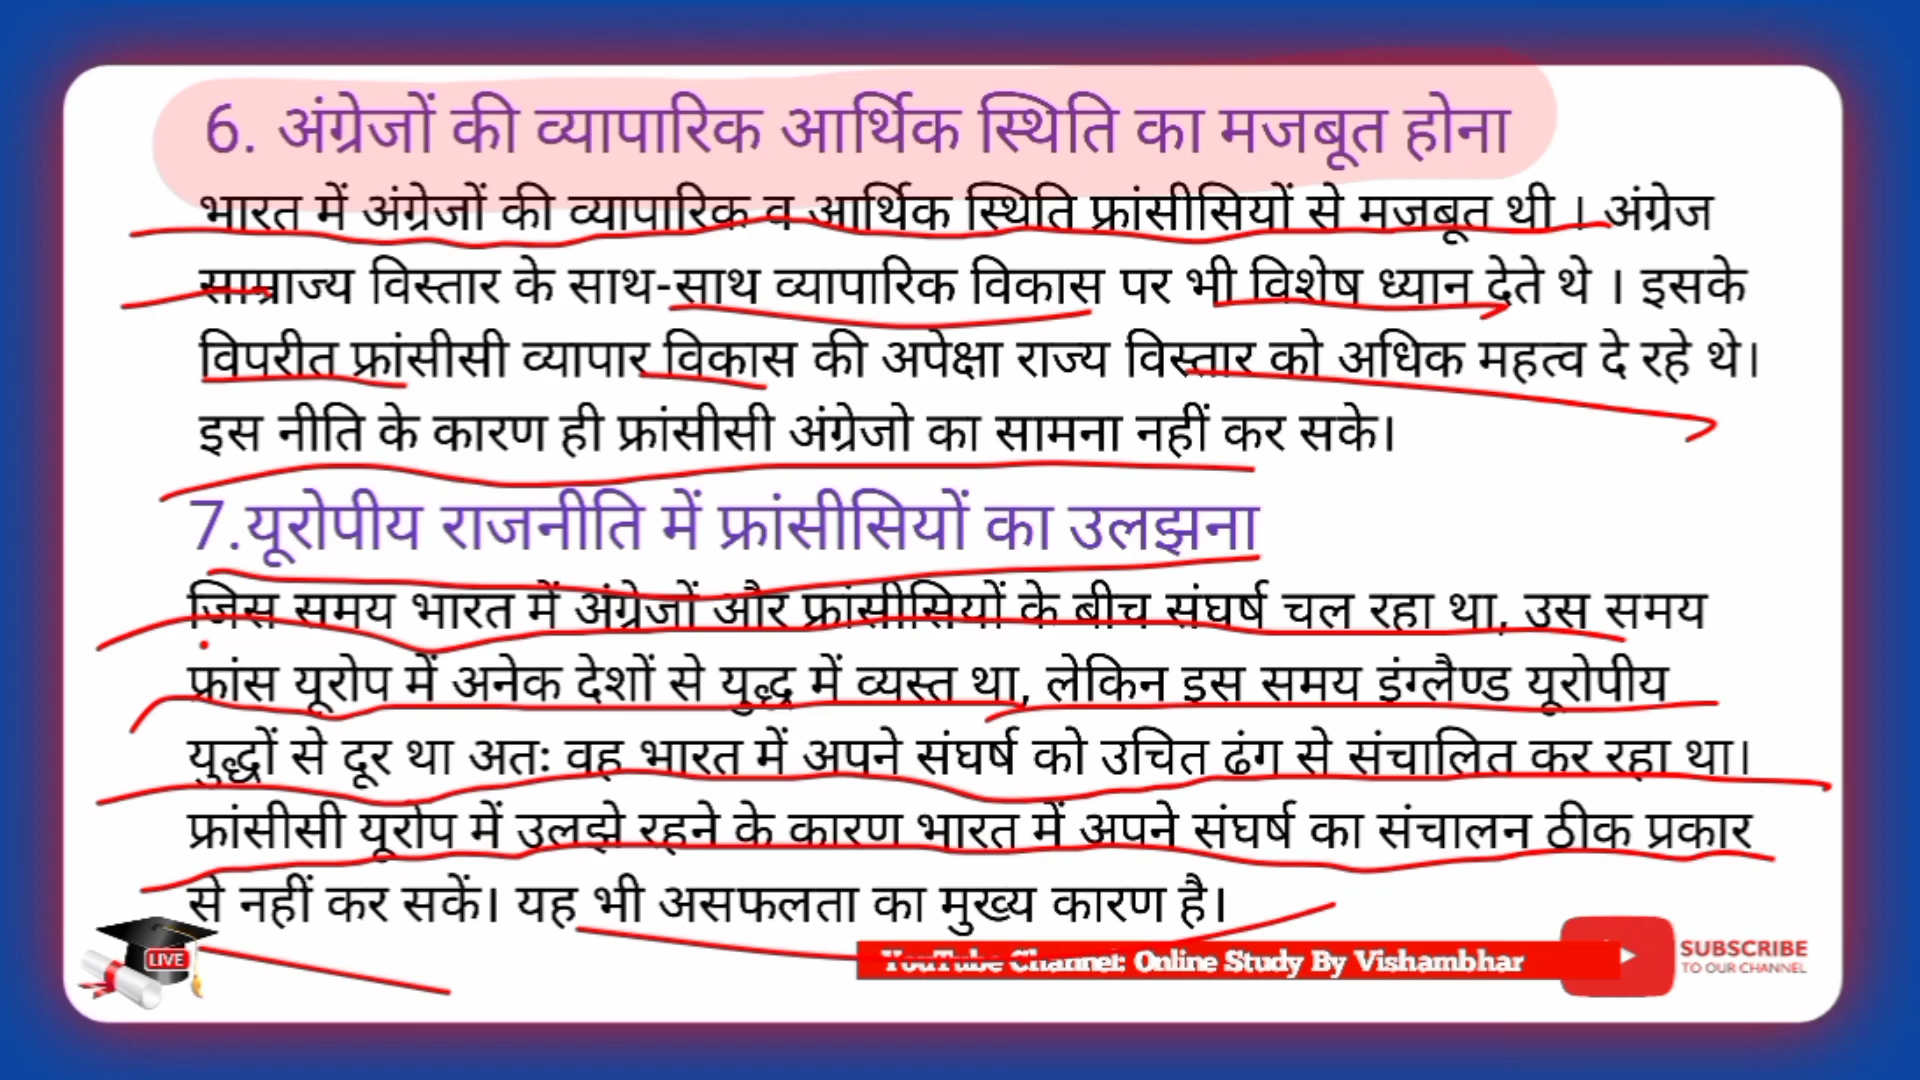 6. अंग्रेजों की व्यापारिक आर्थिक स्थिति का मजबूत होना
भारत में अंग्रेजों की व्यापारिक व आर्थिक स्थिति फ्रांसीसियों से मजबूत थी । अंग्रेज
साम्राज्य विस्तार के साथ-साथ व्यापारिक विकास पर भी विशेष ध्यान देते थे । इसके
विपरीत फ्रांसीसी व्यापार विकास की अपेक्षा राज्य विस्तार को अधिक महत्व दे रहे थे।
इस नीति के कारण ही फ्रांसीसी अंग्रेजो का सामना नहीं कर सके।
7.यूरोपीय राजनीति में फ्रांसीसियों का उलझना
जिस समय भारत में अंग्रेजों और फ्रांसीसियों के बीच संघर्ष चल रहा था, उस समय
फ्रांस यूरोप में अनेक देशों से युद्ध में व्यस्त था, लेकिन इस समय इंग्लैण्ड यूरोपीय
युद्धों से दूर था अतः वह भारत में अपने संघर्ष को उचित ढंग से संचालित कर रहा था।
फ्रांसीसी यूरोप में उलझे रहने के कारण भारत में अपने संघर्ष का संचालन ठीक प्रकार
से नहीं कर सकें। यह भी असफलता का मुख्य कारण है।
LIVE
YouTube Channel: Online Study By Vishambhar
SUBSCRIBE
TO OUR CHANNEL